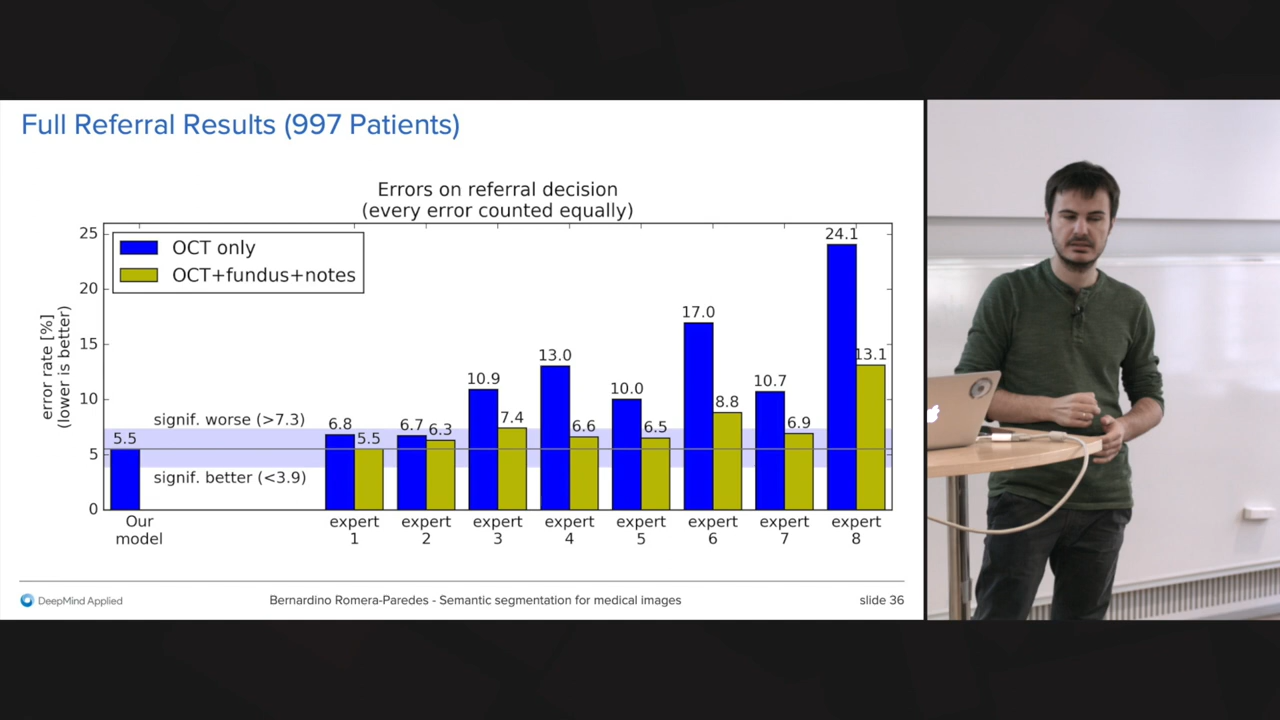 Full Referral Results (997 Patients)
Errors on referral decision
(every error counted equally)
OCT only
OCT+fundus+notes
error rate [%]
(lower is better)
25
20
15
10
5
0
signif. worse (>7.3)
signif. better (<3.9)
5.5
6.8
5.5
6.7
6.3
10.9
7.4
13.0
6.6
10.0
6.5
17.0
8.8
10.7
6.9
24.1
13.1
Our
model
expert
1
expert
2
expert
3
expert
4
expert
5
expert
6
expert
7
expert
8
DeepMind Applied
Bernardino Romera-Paredes - Semantic segmentation for medical images
slide 36